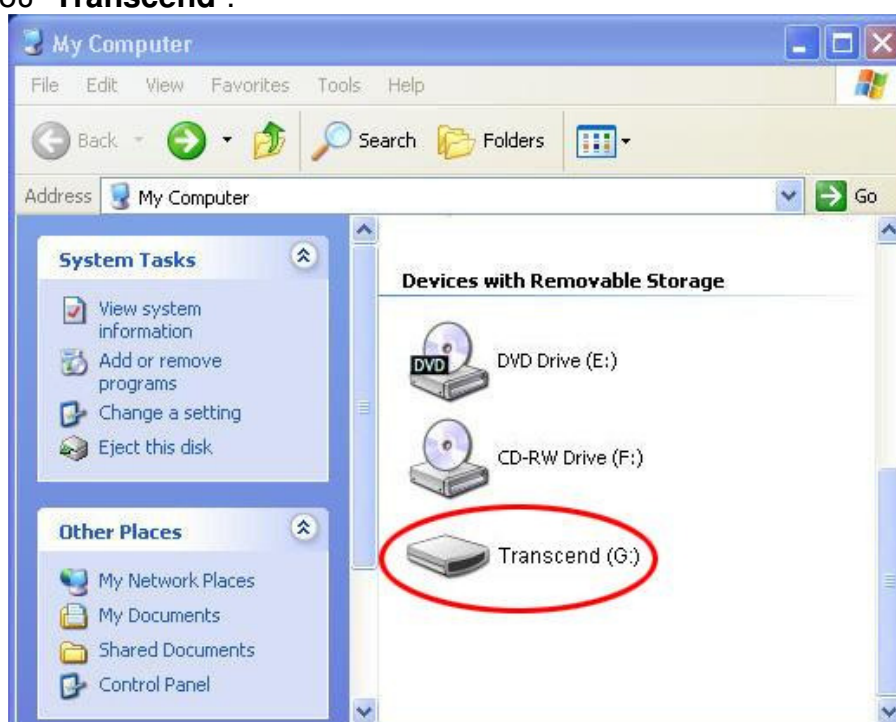 Transcend".
My Computer
File Edit View Favorites Tools Help
Back Search Folders
Address My Computer Go
System Tasks
View system
information
Add or remove
programs
Change a setting
Eject this disk
Other Places
My Network Places
My Documents
Shared Documents
Control Panel
Devices with Removable Storage
DVD
DVD Drive (E:)
CD-RW Drive (F:)
Transcend (G:)